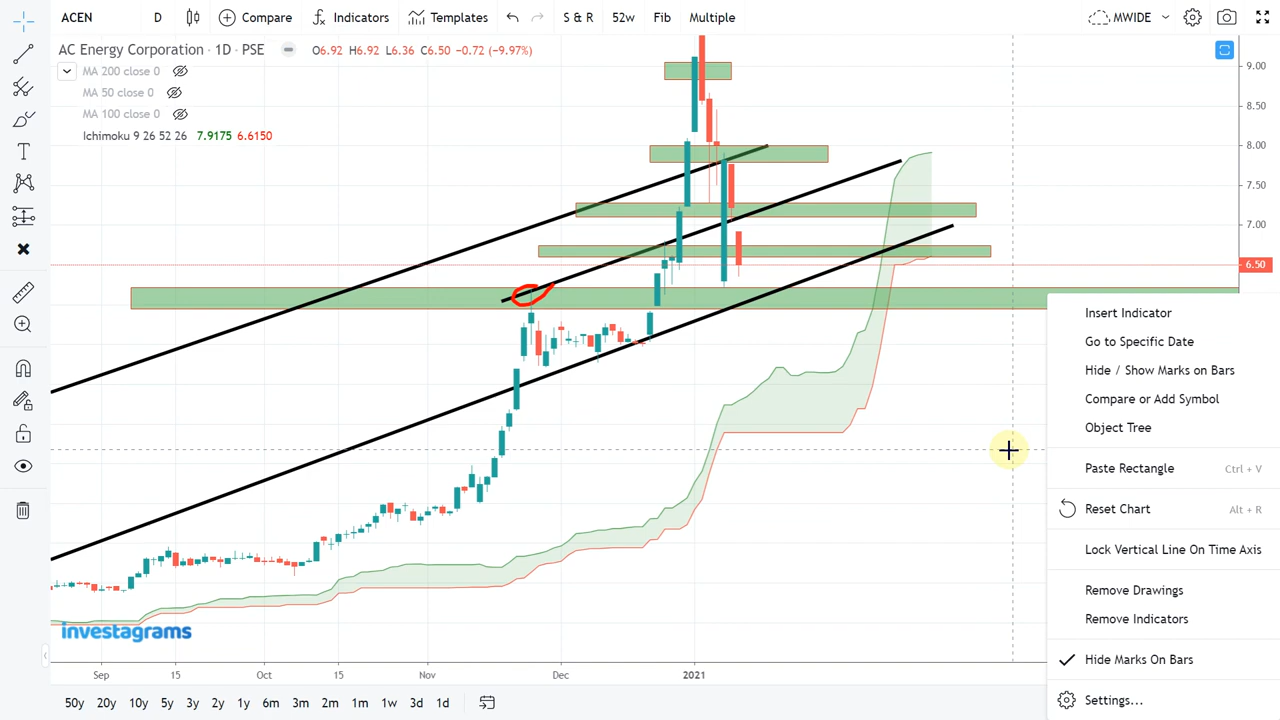 ACEN D Compare Indicators Templates S & R 52w Fib Multiple MWIDE
AC Energy Corporation · 1D · PSE O6.92 H6.92 L6.36 C6.50 −0.72 (−9.97%)
MA 200 close 0
MA 50 close 0
MA 100 close 0
Ichimoku 9 26 52 26 7.9175 6.6150
9.00
8.50
8.00
7.50
7.00
6.50
Insert Indicator
Go to Specific Date
Hide / Show Marks on Bars
Compare or Add Symbol
Object Tree
Paste Rectangle Ctrl + V
Reset Chart Alt + R
Lock Vertical Line On Time Axis
Remove Drawings
Remove Indicators
Hide Marks On Bars
Settings...
investagrams
Sep 15 Oct 15 Nov Dec 2021
50y 20y 10y 5y 3y 2y 1y 6m 3m 2m 1m 1w 3d 1d